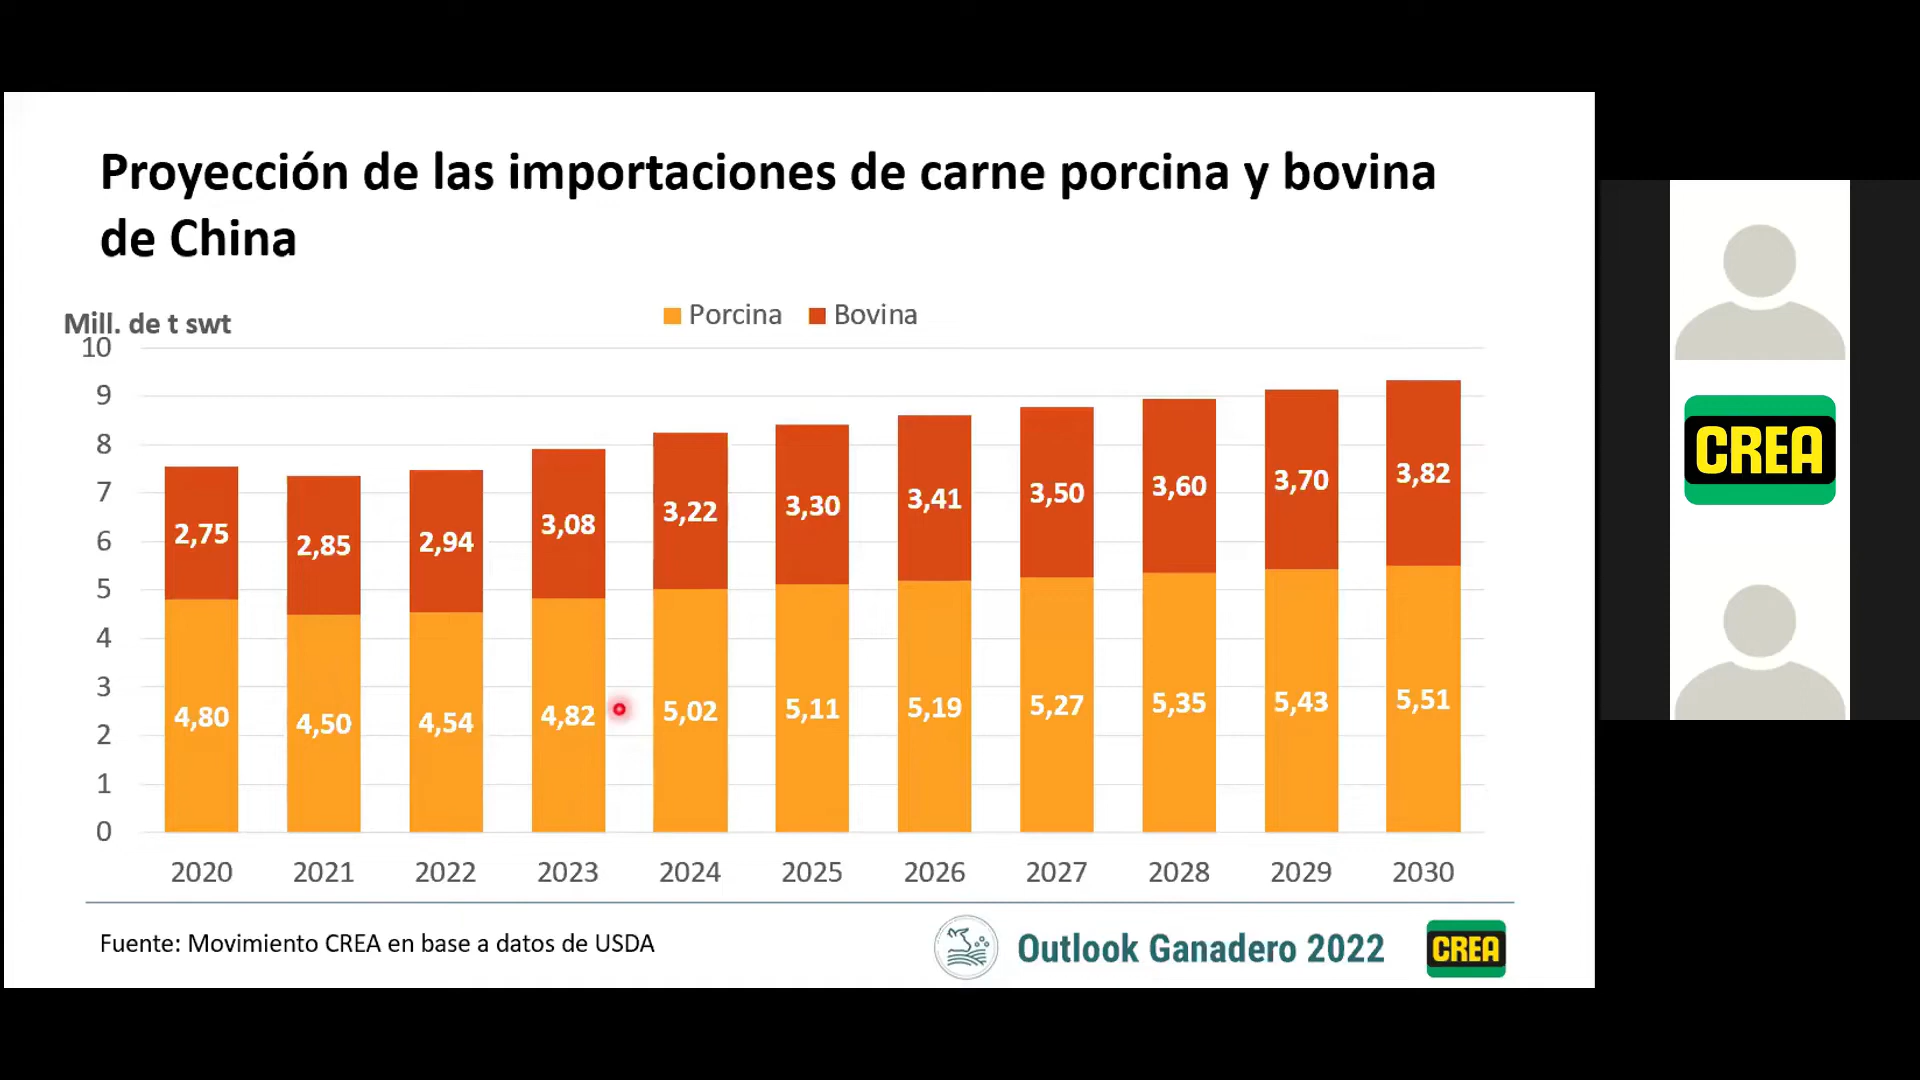 Proyección de las importaciones de carne porcina y bovina
de China
Mill. de t swt
Porcina Bovina
10
9
8
7
6
5
4
3
2
1
0
2,75 2,85 2,94 3,08 3,22 3,30 3,41 3,50 3,60 3,70 3,82
4,80 4,50 4,54 4,82 5,02 5,11 5,19 5,27 5,35 5,43 5,51
2020 2021 2022 2023 2024 2025 2026 2027 2028 2029 2030
Fuente: Movimiento CREA en base a datos de USDA
Outlook Ganadero 2022
CREA
CREA